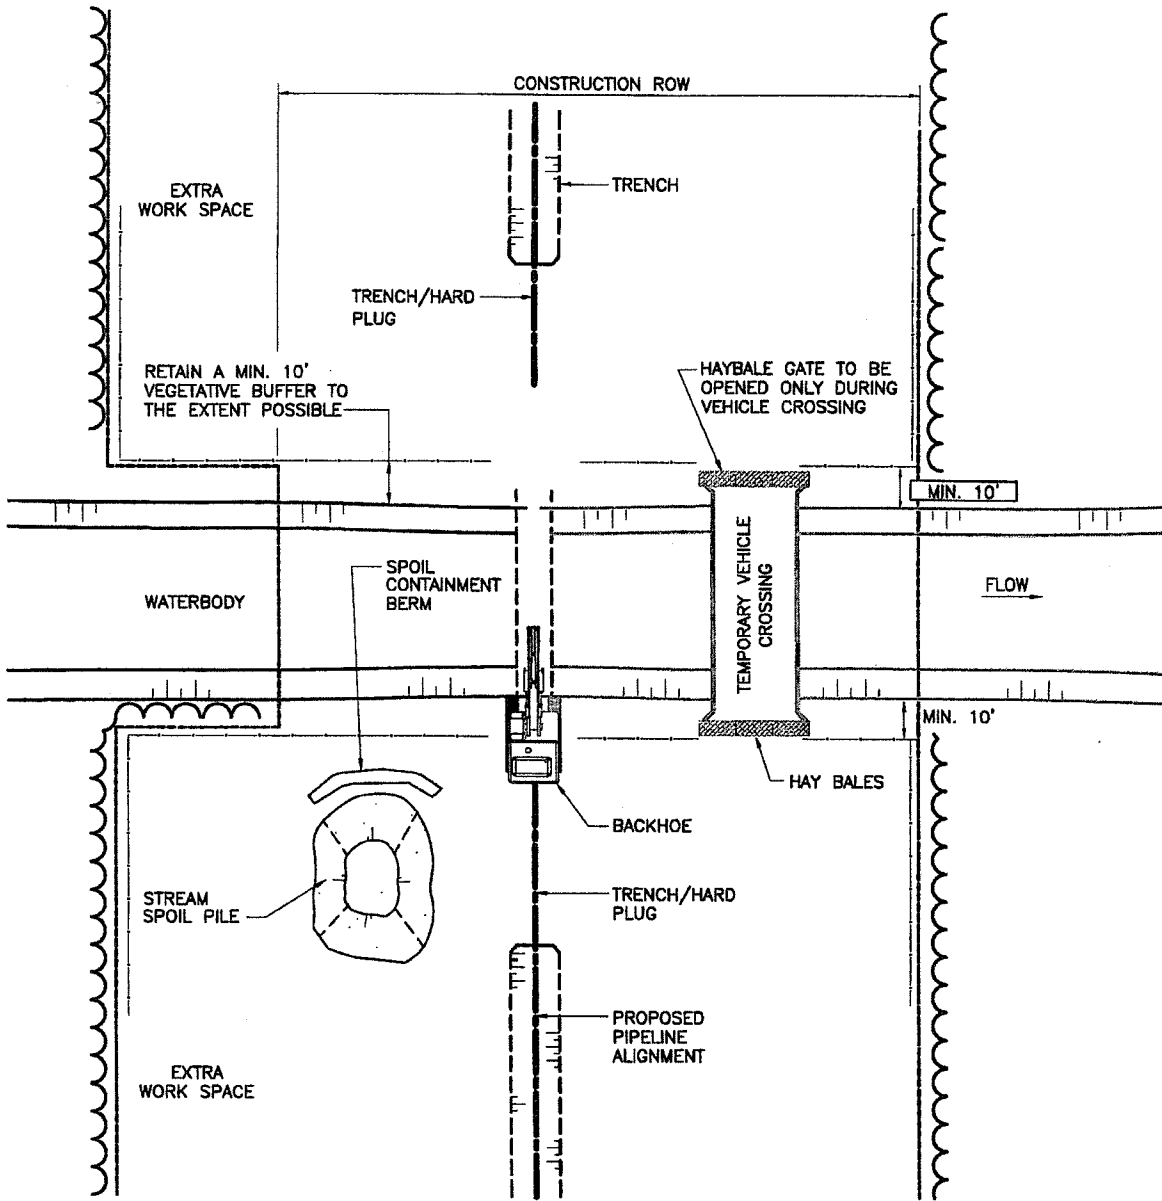 CONSTRUCTION ROW
EXTRA
WORK SPACE
TRENCH
TRENCH/HARD
PLUG
RETAIN A MIN. 10'
VEGETATIVE BUFFER TO
THE EXTENT POSSIBLE
HAYBALE GATE TO BE
OPENED ONLY DURING
VEHICLE CROSSING
MIN. 10'
SPOIL
CONTAINMENT
BERM
WATERBODY
TEMPORARY VEHICLE
CROSSING
FLOW
MIN. 10'
HAY BALES
BACKHOE
STREAM
SPOIL PILE
TRENCH/HARD
PLUG
PROPOSED
PIPELINE
ALIGNMENT
EXTRA
WORK SPACE